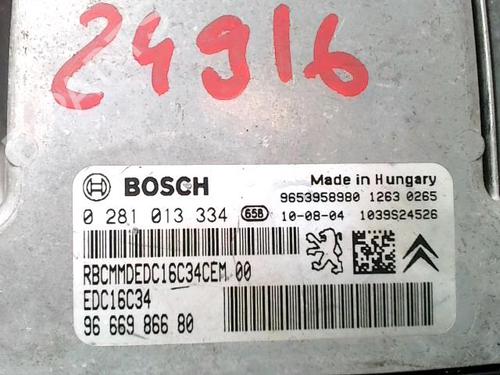 24916
BOSCH
Made in Hungary
9653958980 1263 0265
0 281 013 334 65B 10-08-04 1039S24526
RBCMMDEDC16C34CEM 00
EDC16C34
96 669 866 80